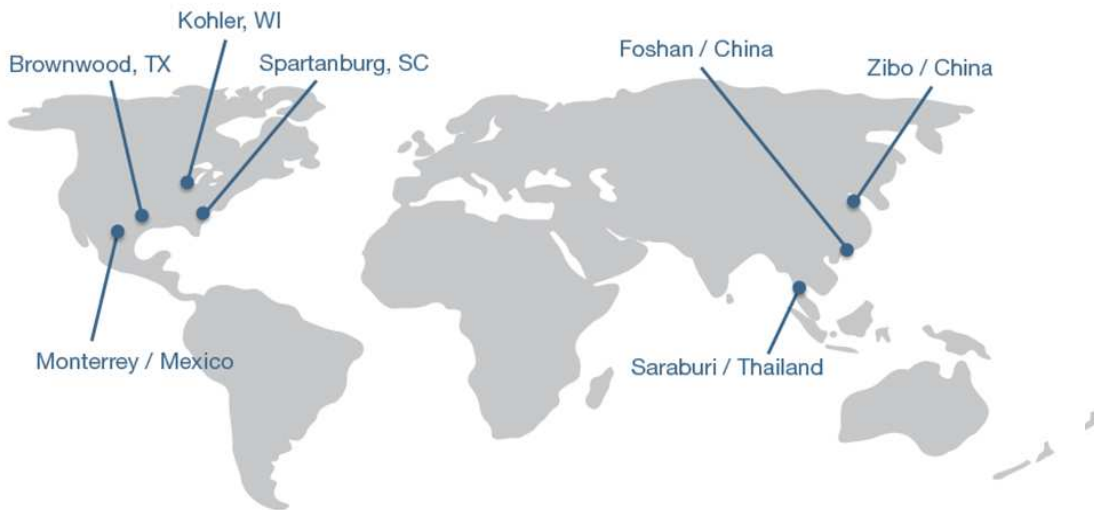 Kohler, WI
Brownwood, TX
Spartanburg, SC
Foshan / China
Zibo / China
Monterrey / Mexico
Saraburi / Thailand